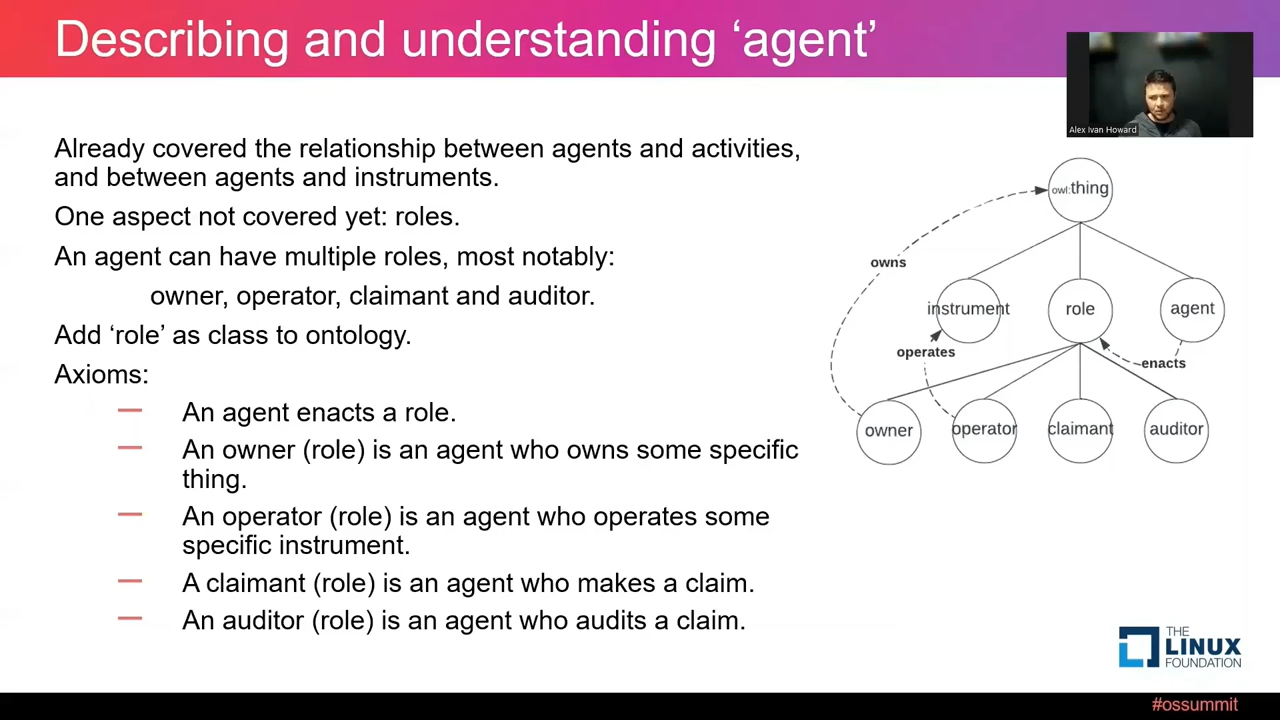 Describing and understanding ‘agent’
Alex Ivan Howard
Already covered the relationship between agents and activities,
and between agents and instruments.
One aspect not covered yet: roles.
An agent can have multiple roles, most notably:
owner, operator, claimant and auditor.
Add ‘role’ as class to ontology.
Axioms:
— An agent enacts a role.
— An owner (role) is an agent who owns some specific
thing.
— An operator (role) is an agent who operates some
specific instrument.
— A claimant (role) is an agent who makes a claim.
— An auditor (role) is an agent who audits a claim.
owl:thing
owns
instrument
role
agent
operates
enacts
owner
operator
claimant
auditor
THE
LINUX
FOUNDATION
#ossummit